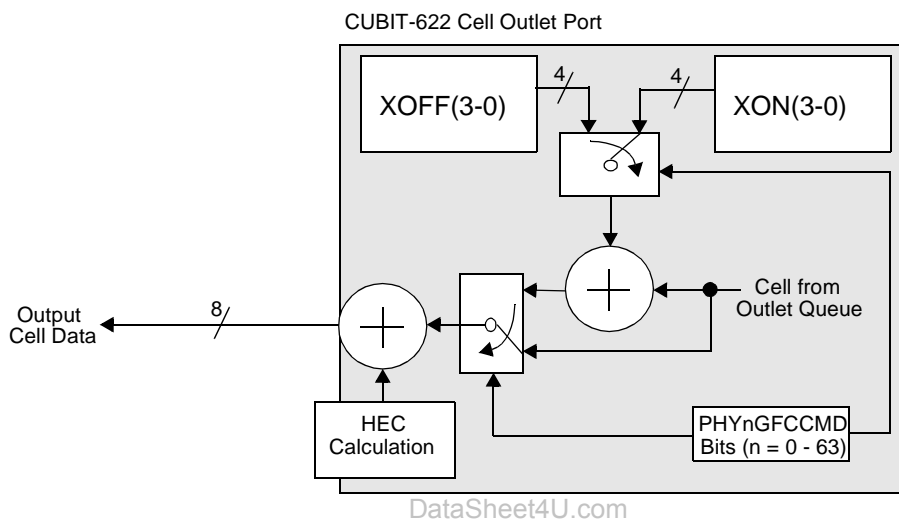 CUBIT-622 Cell Outlet Port
4
4
XOFF(3-0)
XON(3-0)
Cell from
Outlet Queue
8
Output
Cell Data
HEC
Calculation
PHYnGFCCMD
Bits (n = 0 - 63)
DataSheet4U.com